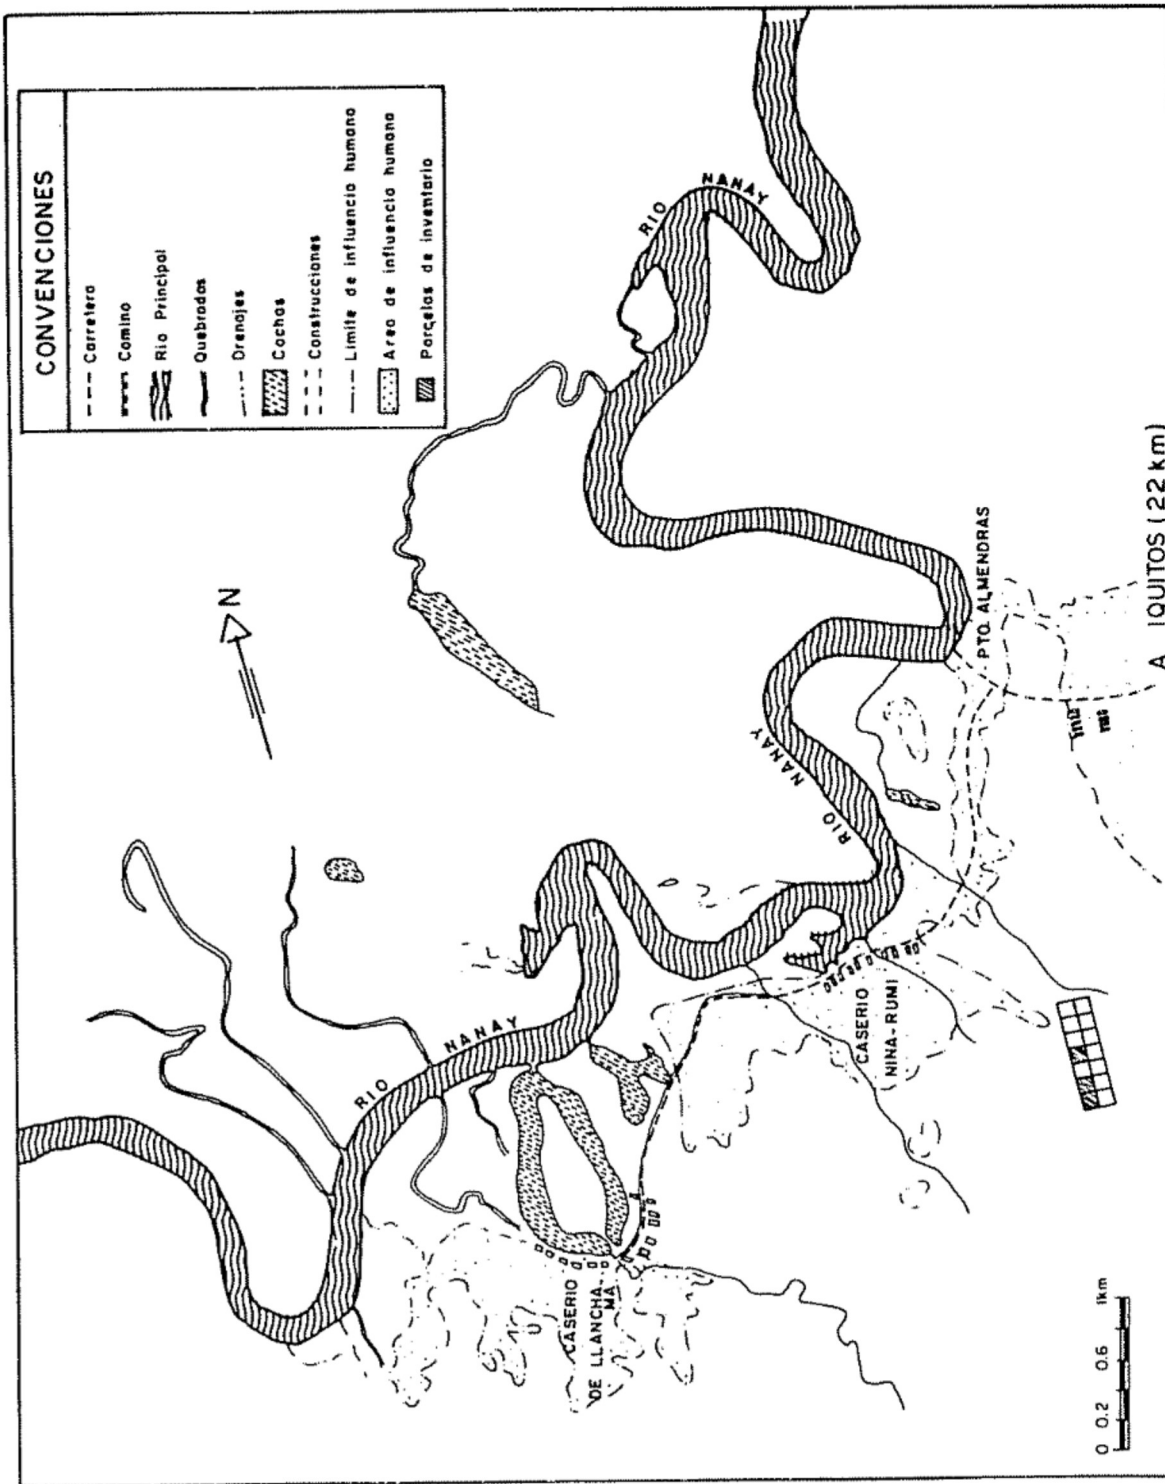 CONVENCIONES
Carretera
Camino
Rio Principal
Quebradas
Drenajes
Cochas
Construcciones
Limite de influencia humana
Area de influencia humana
Parcelas de inventario
N
RIO NANAY
RIO NANAY
RIO NANAY
PTO. ALMENDRAS
A IQUITOS (22 km)
CASERIO
NINA-RUMI
CASERIO
DE LLANCHA
MA
0 0.2 0.6 1km